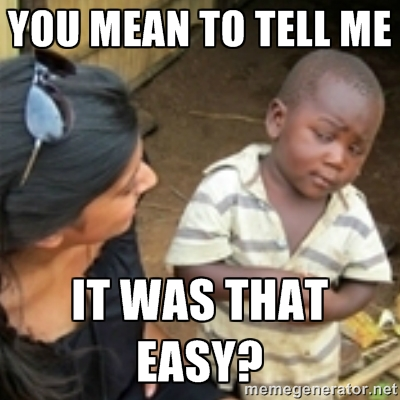 YOU MEAN TO TELL ME
IT WAS THAT
EASY?
memegenerator.net